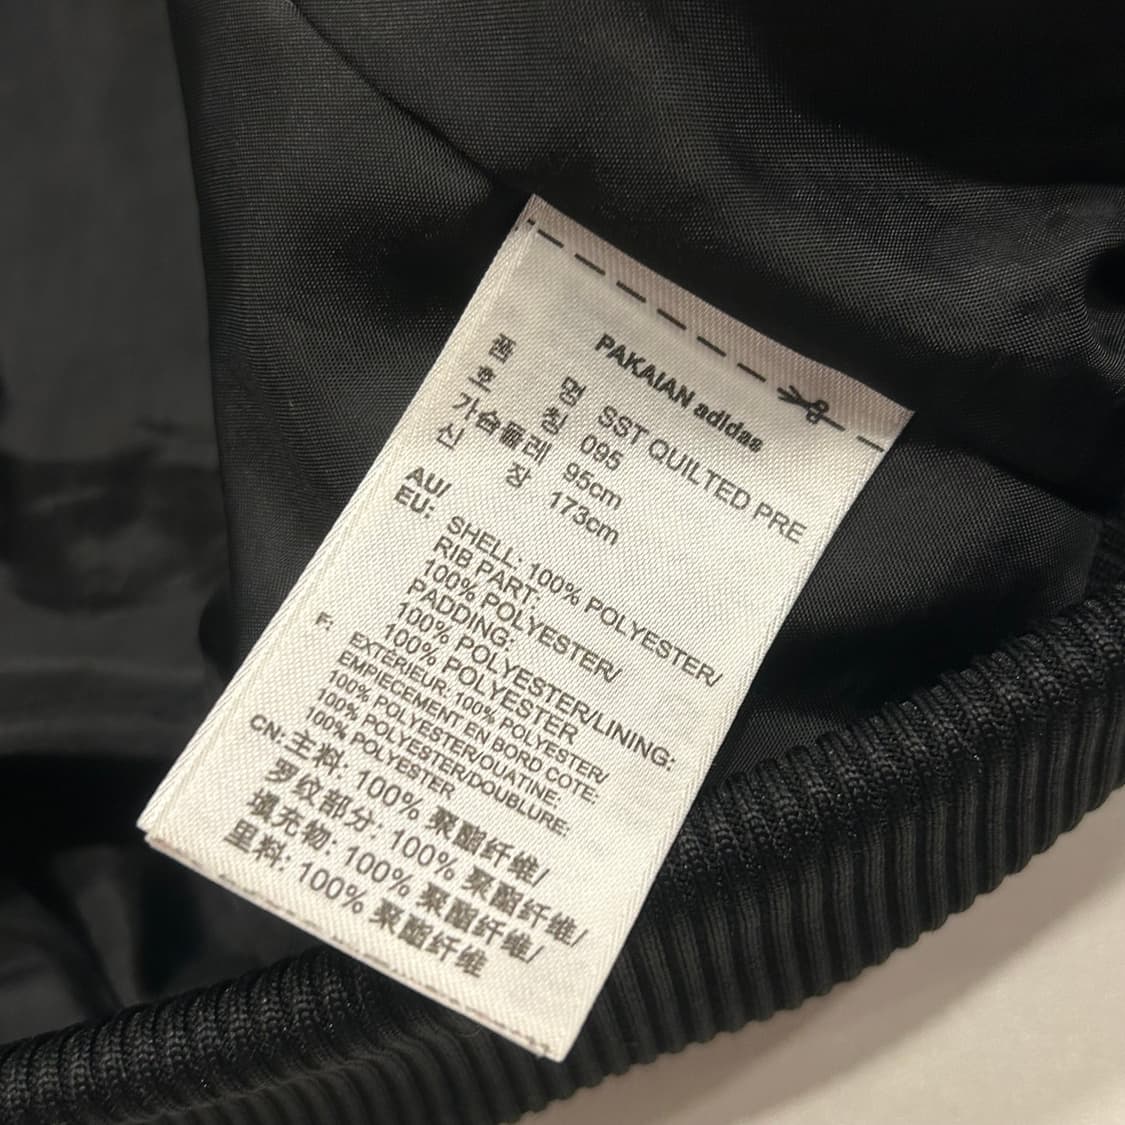 PAKAIAN adidas
품 명 SST QUILTED PRE
호 칭 095
가슴둘레 95cm
신 장 173cm
AU/
EU: SHELL: 100% POLYESTER/
RIB PART:
100% POLYESTER/
PADDING:
100% POLYESTER/LINING:
100% POLYESTER
F: EXTÉRIEUR: 100% POLYESTER/
EMPIECEMENT EN BORD COTE:
100% POLYESTER/OUATINE:
100% POLYESTER/DOUBLURE:
100% POLYESTER
CN: 主料: 100% 聚酯纤维/
罗纹部分: 100% 聚酯纤维/
填充物: 100% 聚酯纤维/
里料: 100% 聚酯纤维